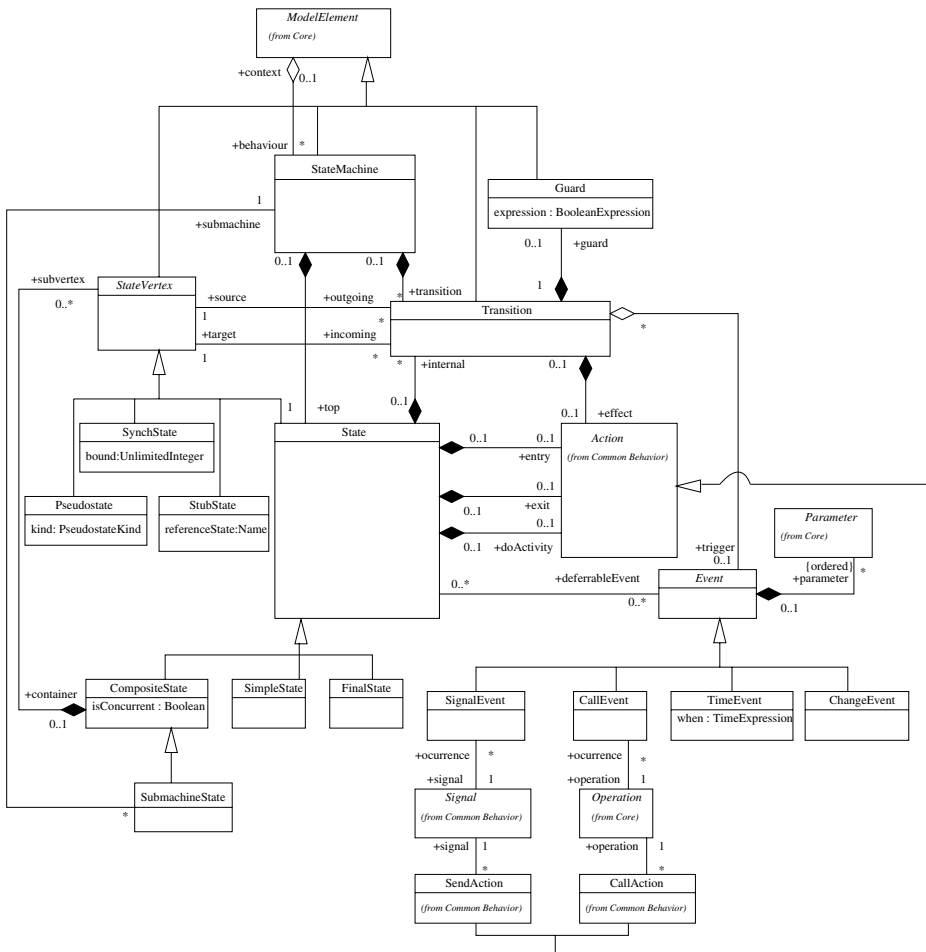 ModelElement
(from Core)
+context
0..1
+behaviour
*
StateMachine
1
+submachine
Guard
expression : BooleanExpression
0..1
0..1
0..1
+guard
+subvertex
0..*
StateVertex
+source
1
+outgoing
*
*
+transition
1
Transition
*
+target
1
+incoming
*
*
+internal
0..1
0..1
0..1
+effect
1
+top
SynchState
bound:UnlimitedInteger
State
0..1
0..1
+entry
Action
(from Common Behavior)
Pseudostate
kind: PseudostateKind
StubState
referenceState:Name
0..1
0..1
+exit
0..1
0..1
+doActivity
Parameter
(from Core)
+trigger
0..1
{ordered}
*
+parameter
0..1
0..*
+deferrableEvent
0..*
Event
+container
0..1
CompositeState
isConcurrent : Boolean
SimpleState
FinalState
SignalEvent
CallEvent
TimeEvent
when : TimeExpression
ChangeEvent
+ocurrence
*
+ocurrence
*
+signal
1
+operation
1
SubmachineState
*
Signal
(from Common Behavior)
Operation
(from Core)
+signal
1
+operation
1
*
*
SendAction
(from Common Behavior)
CallAction
(from Common Behavior)